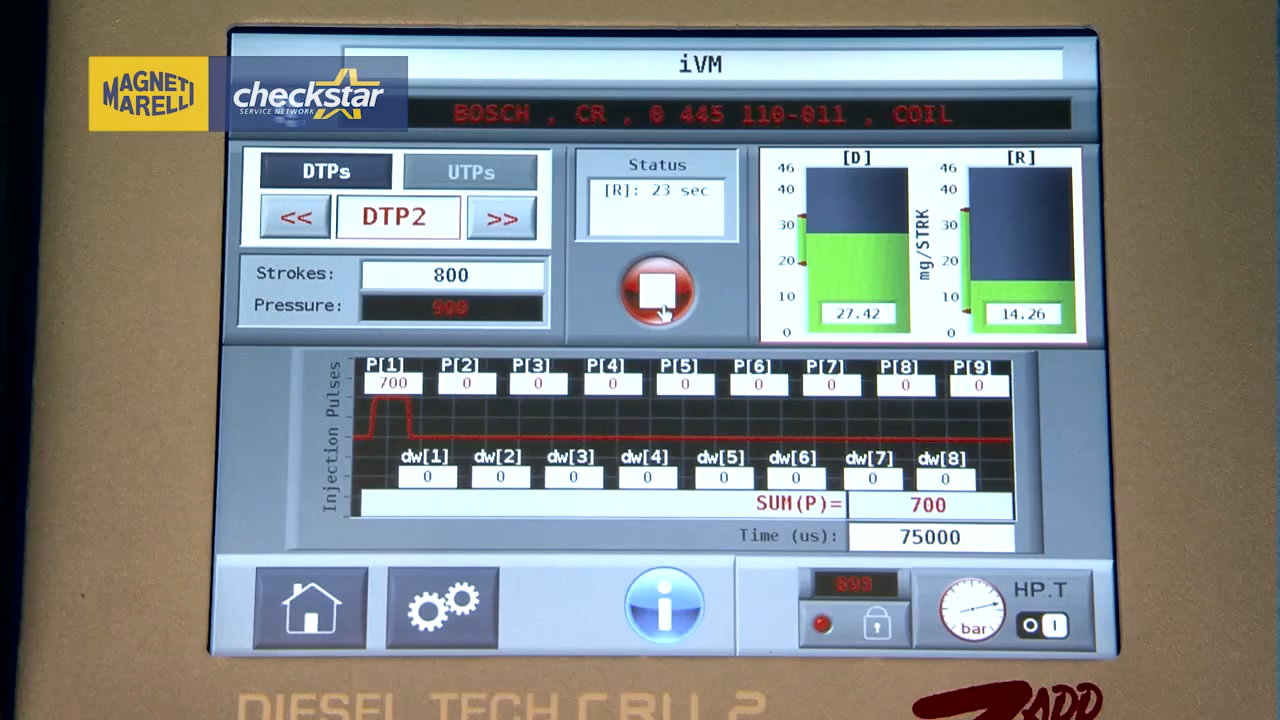 MAGNETI
MARELLI
checkstar
SERVICE NETWORK
iVM
BOSCH , CR , 0 445 110-011 , COIL
DTPs UTPs
<< DTP2 >>
Strokes: 800
Pressure: 900
Status
[R]: 23 sec
[D] [R]
46 46
40 40
30 30
20 20
10 10
0 0
mg/STRK
27.42 14.26
Injection Pulses
P[1] P[2] P[3] P[4] P[5] P[6] P[7] P[8] P[9]
700 0 0 0 0 0 0 0 0
dw[1] dw[2] dw[3] dw[4] dw[5] dw[6] dw[7] dw[8]
0 0 0 0 0 0 0 0
SUM(P)= 700
Time (us): 75000
HP.T
bar
O I
DIESEL TECH CRU 2
ZAPP